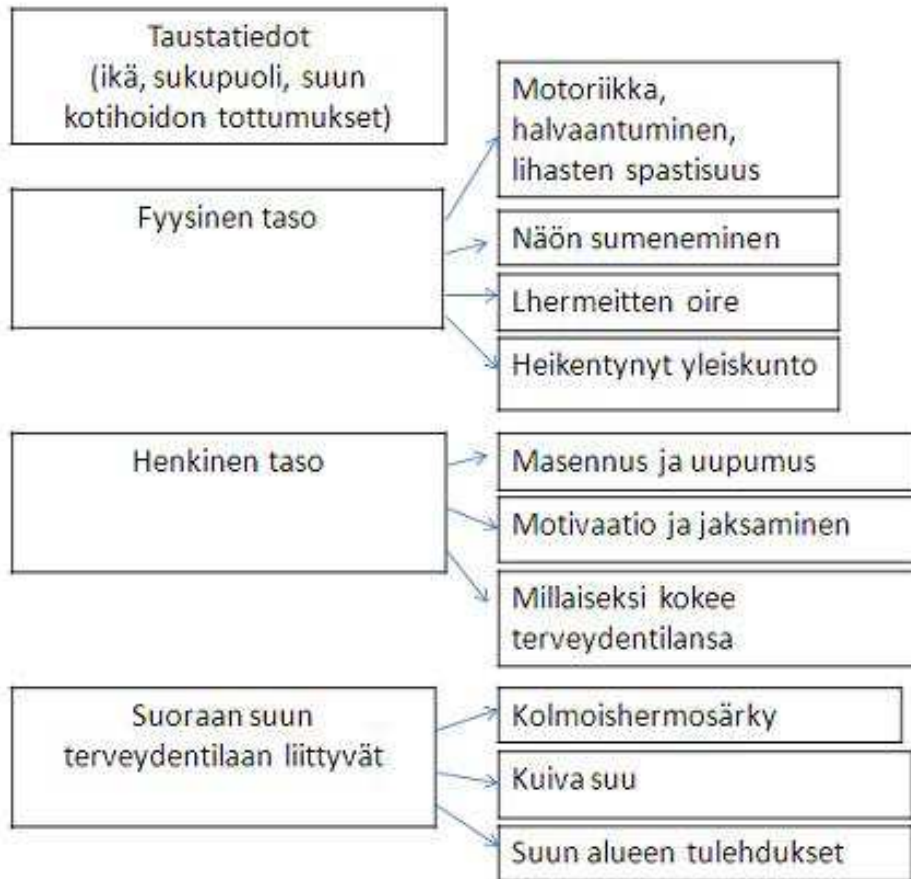 Taustatiedot
(ikä, sukupuoli, suun
kotihoidon tottumukset)
Fyysinen taso
Motoriikka,
halvaantuminen,
lihasten spastisuus
Näön sumeneminen
Lhermeitten oire
Heikentynyt yleiskunto
Henkinen taso
Masennus ja uupumus
Motivaatio ja jaksaminen
Millaiseksi kokee
terveydentilansa
Suoraan suun
terveydentilaan liittyvät
Kolmoishermosärky
Kuiva suu
Suun alueen tulehdukset